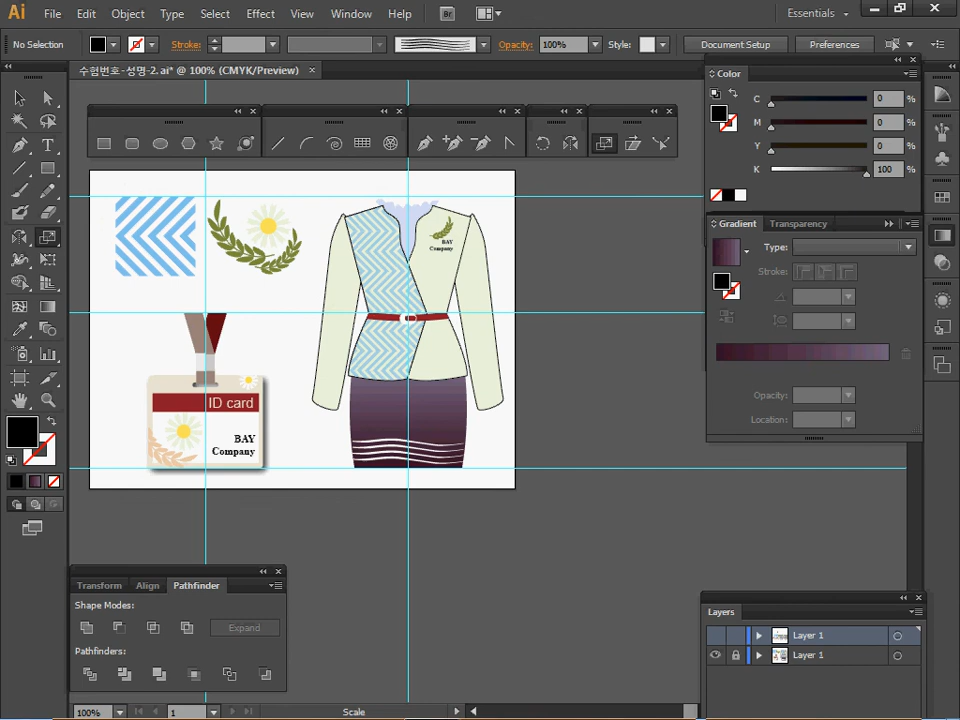 Ai File Edit Object Type Select Effect View Window Help Br Essentials
No Selection Stroke: Opacity: 100% Style: Document Setup Preferences
수험번호-성명-2.ai* @ 100% (CMYK/Preview) ×
Color
C 0 %
M 0 %
Y 0 %
K 100 %
Gradient Transparency
Type:
Stroke:
Opacity:
Location:
BAY
Company
ID card
BAY
Company
Transform Align Pathfinder
Shape Modes:
Expand
Pathfinders:
Layers
Layer 1
Layer 1
100% 1 Scale